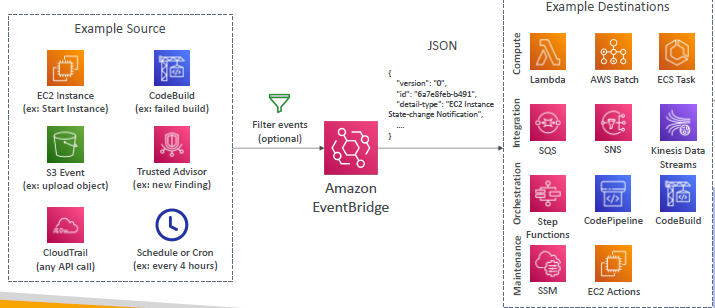 Example Source
EC2 Instance
(ex: Start Instance)
CodeBuild
(ex: failed build)
S3 Event
(ex: upload object)
Trusted Advisor
(ex: new Finding)
CloudTrail
(any API call)
Schedule or Cron
(ex: every 4 hours)
Filter events
(optional)
Amazon
EventBridge
JSON
{
"version": "0",
"id": "6a7e8feb-b491",
"detail-type": "EC2 Instance
State-change Notification",
....
}
Example Destinations
Compute
Lambda
AWS Batch
ECS Task
Integration
SQS
SNS
Kinesis Data
Streams
Orchestration
Step
Functions
CodePipeline
CodeBuild
Maintenance
SSM
EC2 Actions